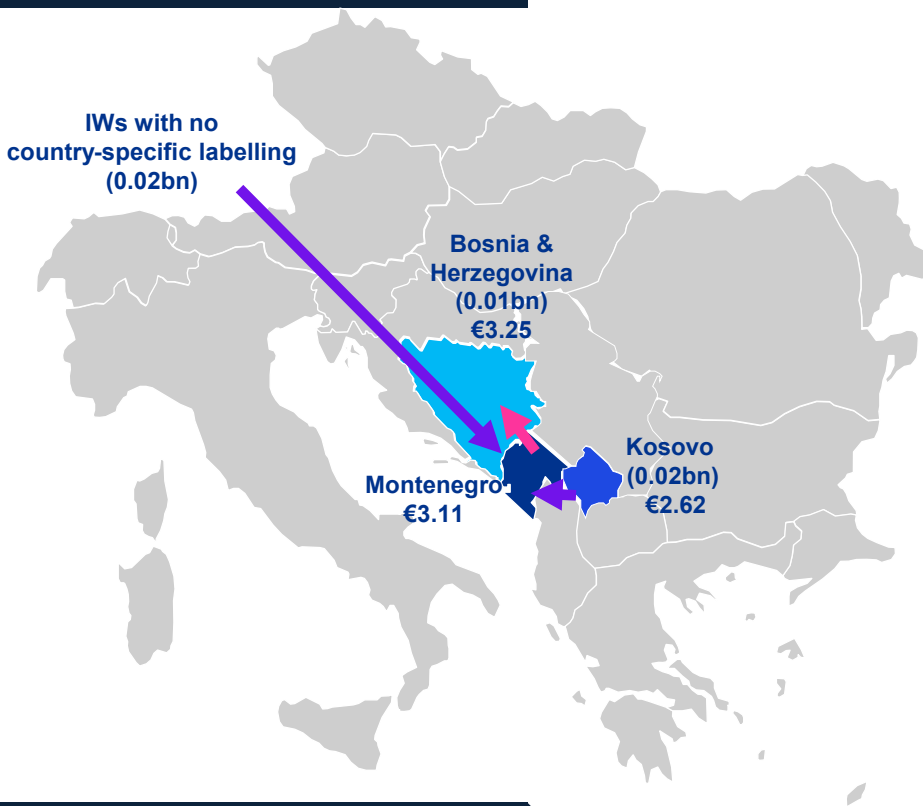 IWs with no
country-specific labelling
(0.02bn)
Bosnia &
Herzegovina
(0.01bn)
€3.25
Kosovo
(0.02bn)
€2.62
Montenegro
€3.11